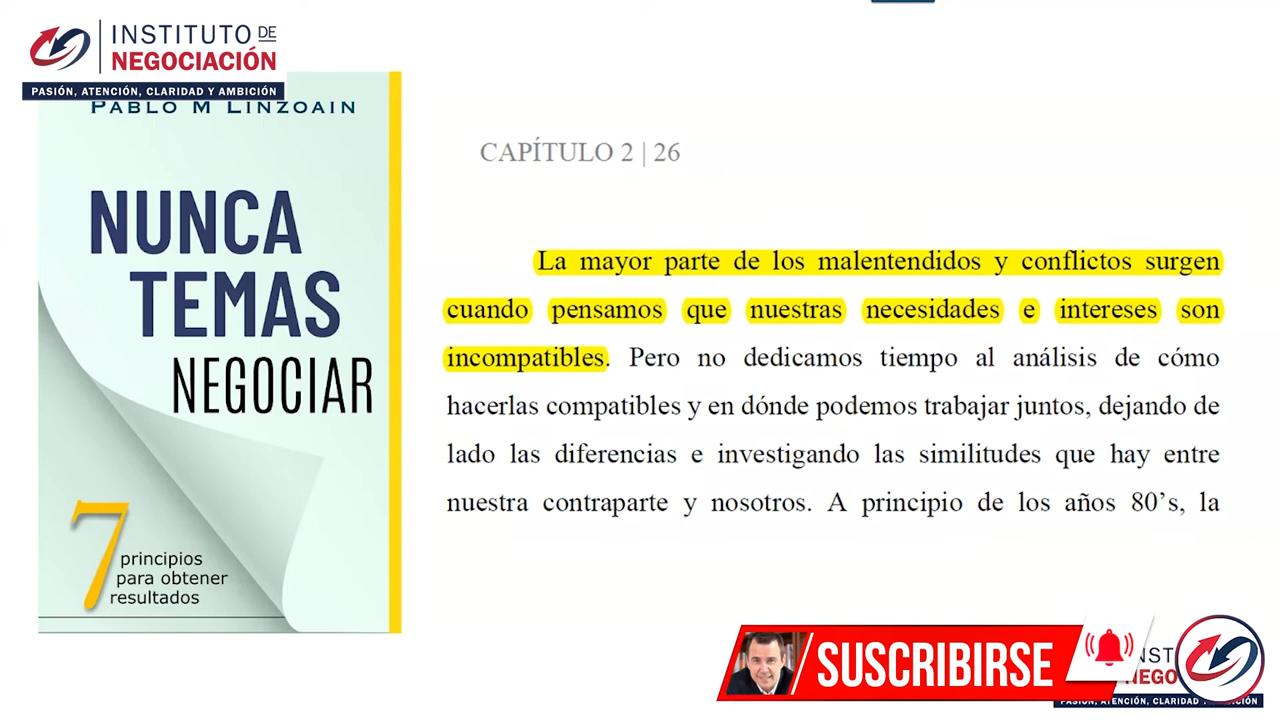 INSTITUTO DE
NEGOCIACIÓN
PASIÓN, ATENCIÓN, CLARIDAD Y AMBICIÓN
PABLO M LINZOAIN
NUNCA
TEMAS
NEGOCIAR
7
principios
para obtener
resultados
CAPÍTULO 2 | 26
La mayor parte de los malentendidos y conflictos surgen
cuando pensamos que nuestras necesidades e intereses son
incompatibles. Pero no dedicamos tiempo al análisis de cómo
hacerlas compatibles y en dónde podemos trabajar juntos, dejando de
lado las diferencias e investigando las similitudes que hay entre
nuestra contraparte y nosotros. A principio de los años 80’s, la
SUSCRIBIRSE
PASIÓN, ATENCIÓN, CLARIDAD